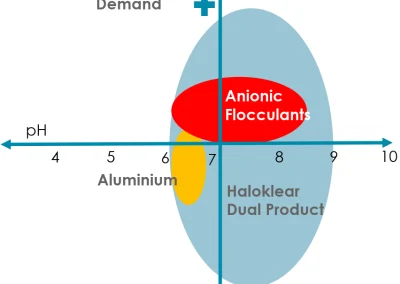 Demand
Anionic
Flocculants
pH
4 5 6 7 8 9 10
Aluminium
Haloklear
Dual Product